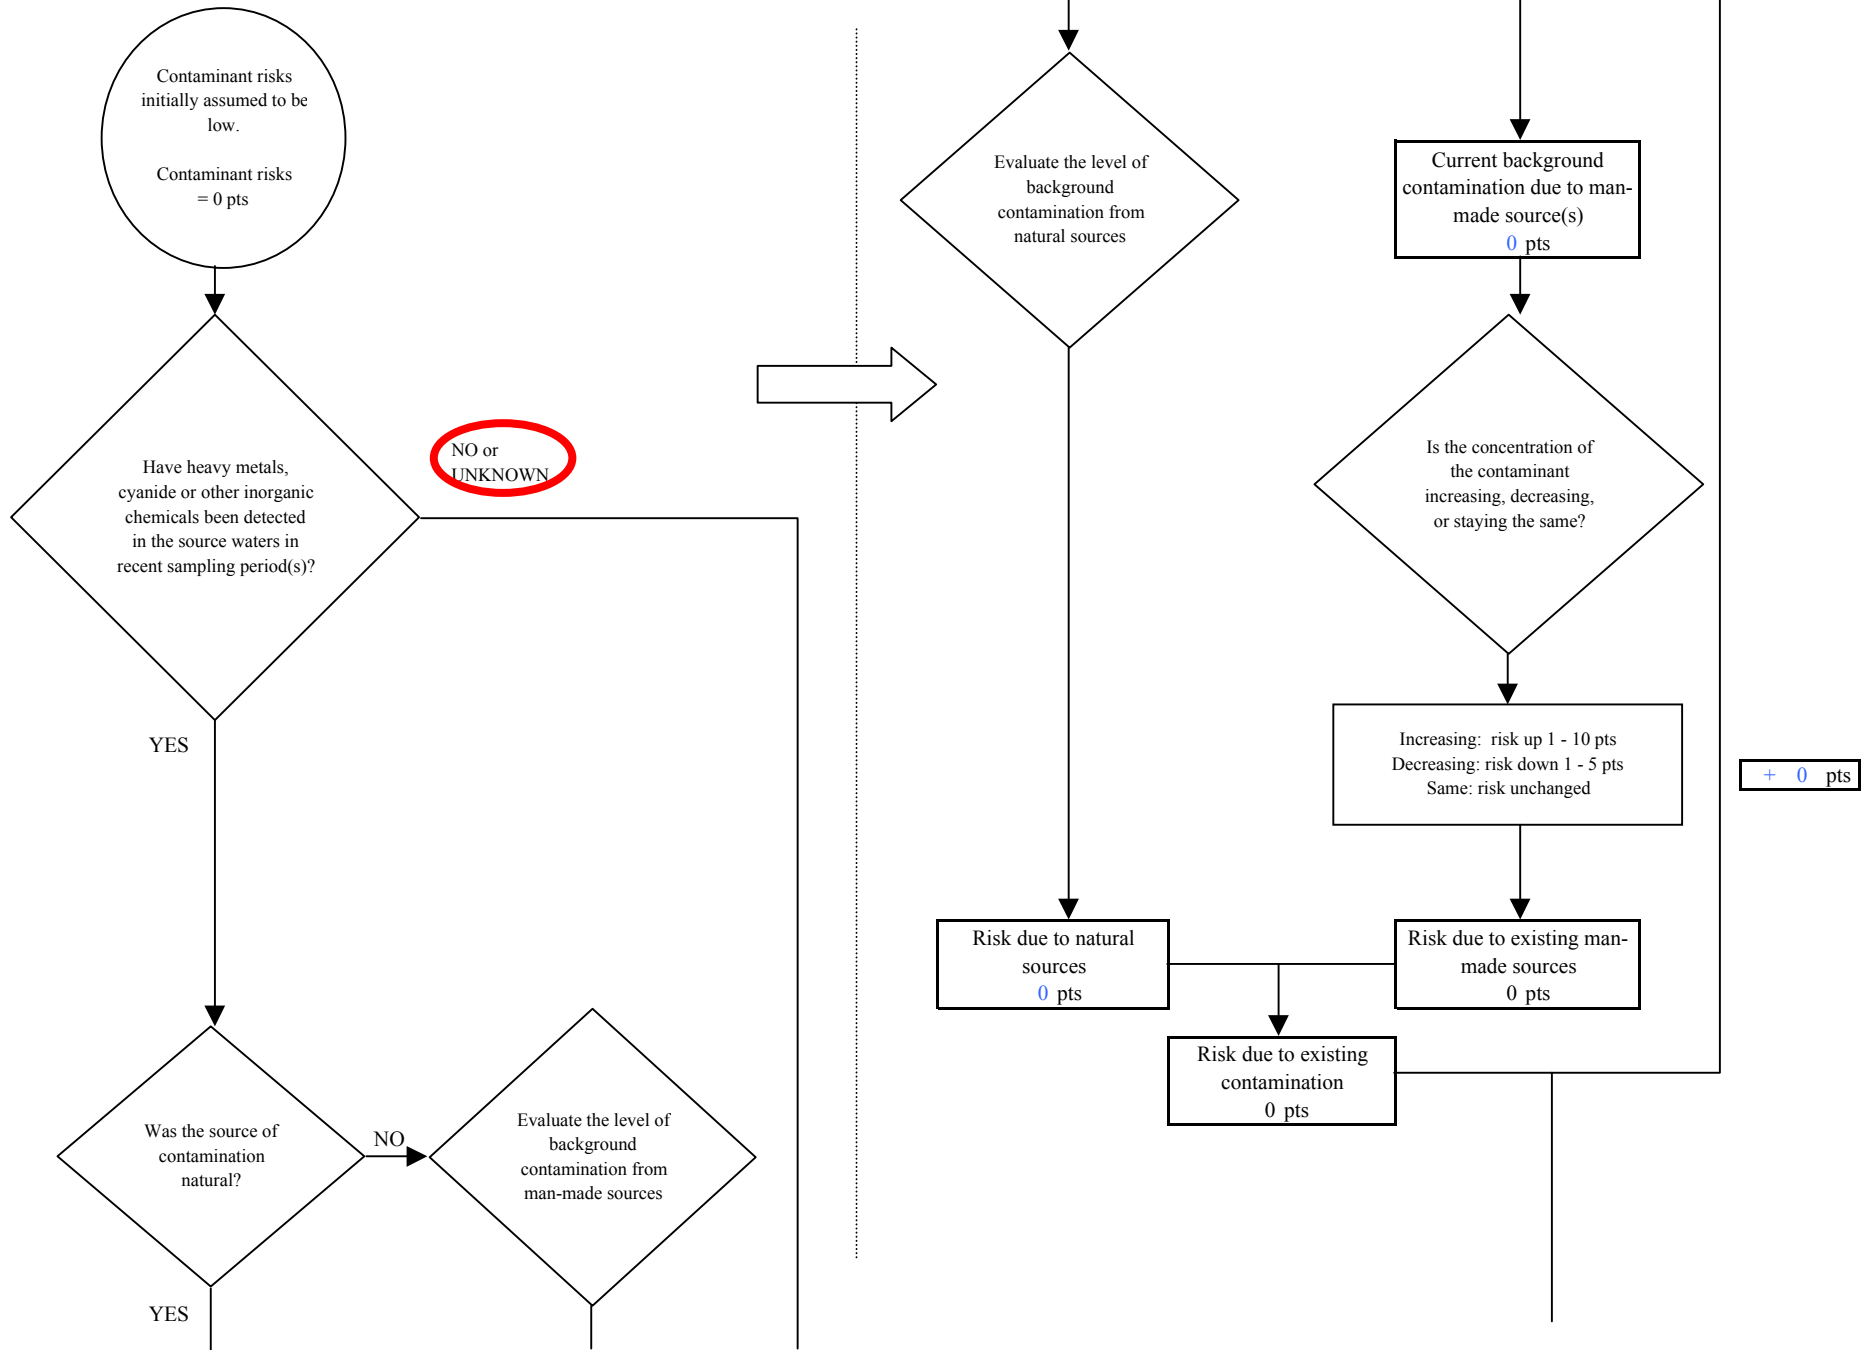 Contaminant risks
initially assumed to be
low.
Contaminant risks
= 0 pts
Have heavy metals,
cyanide or other inorganic
chemicals been detected
in the source waters in
recent sampling period(s)?
NO or
UNKNOWN
YES
Was the source of
contamination
natural?
NO
Evaluate the level of
background
contamination from
man-made sources
YES
Evaluate the level of
background
contamination from
natural sources
Current background
contamination due to man-
made source(s)
0 pts
Is the concentration of
the contaminant
increasing, decreasing,
or staying the same?
Increasing: risk up 1 - 10 pts
Decreasing: risk down 1 - 5 pts
Same: risk unchanged
+ 0 pts
Risk due to natural
sources
0 pts
Risk due to existing man-
made sources
0 pts
Risk due to existing
contamination
0 pts